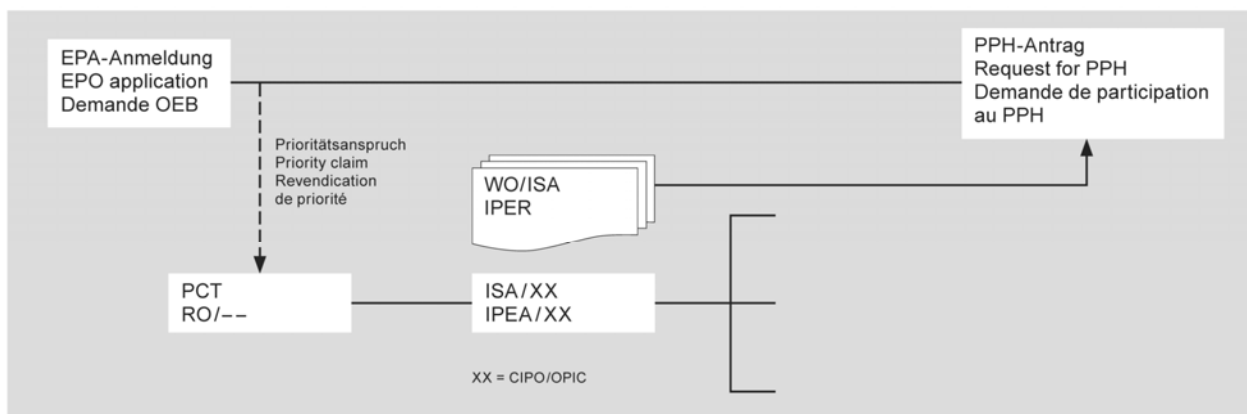 EPA-Anmeldung
EPO application
Demande OEB
PPH-Antrag
Request for PPH
Demande de participation
au PPH
Prioritätsanspruch
Priority claim
Revendication
de priorité
WO/ISA
IPER
PCT
RO/––
ISA/XX
IPEA/XX
XX = CIPO/OPIC